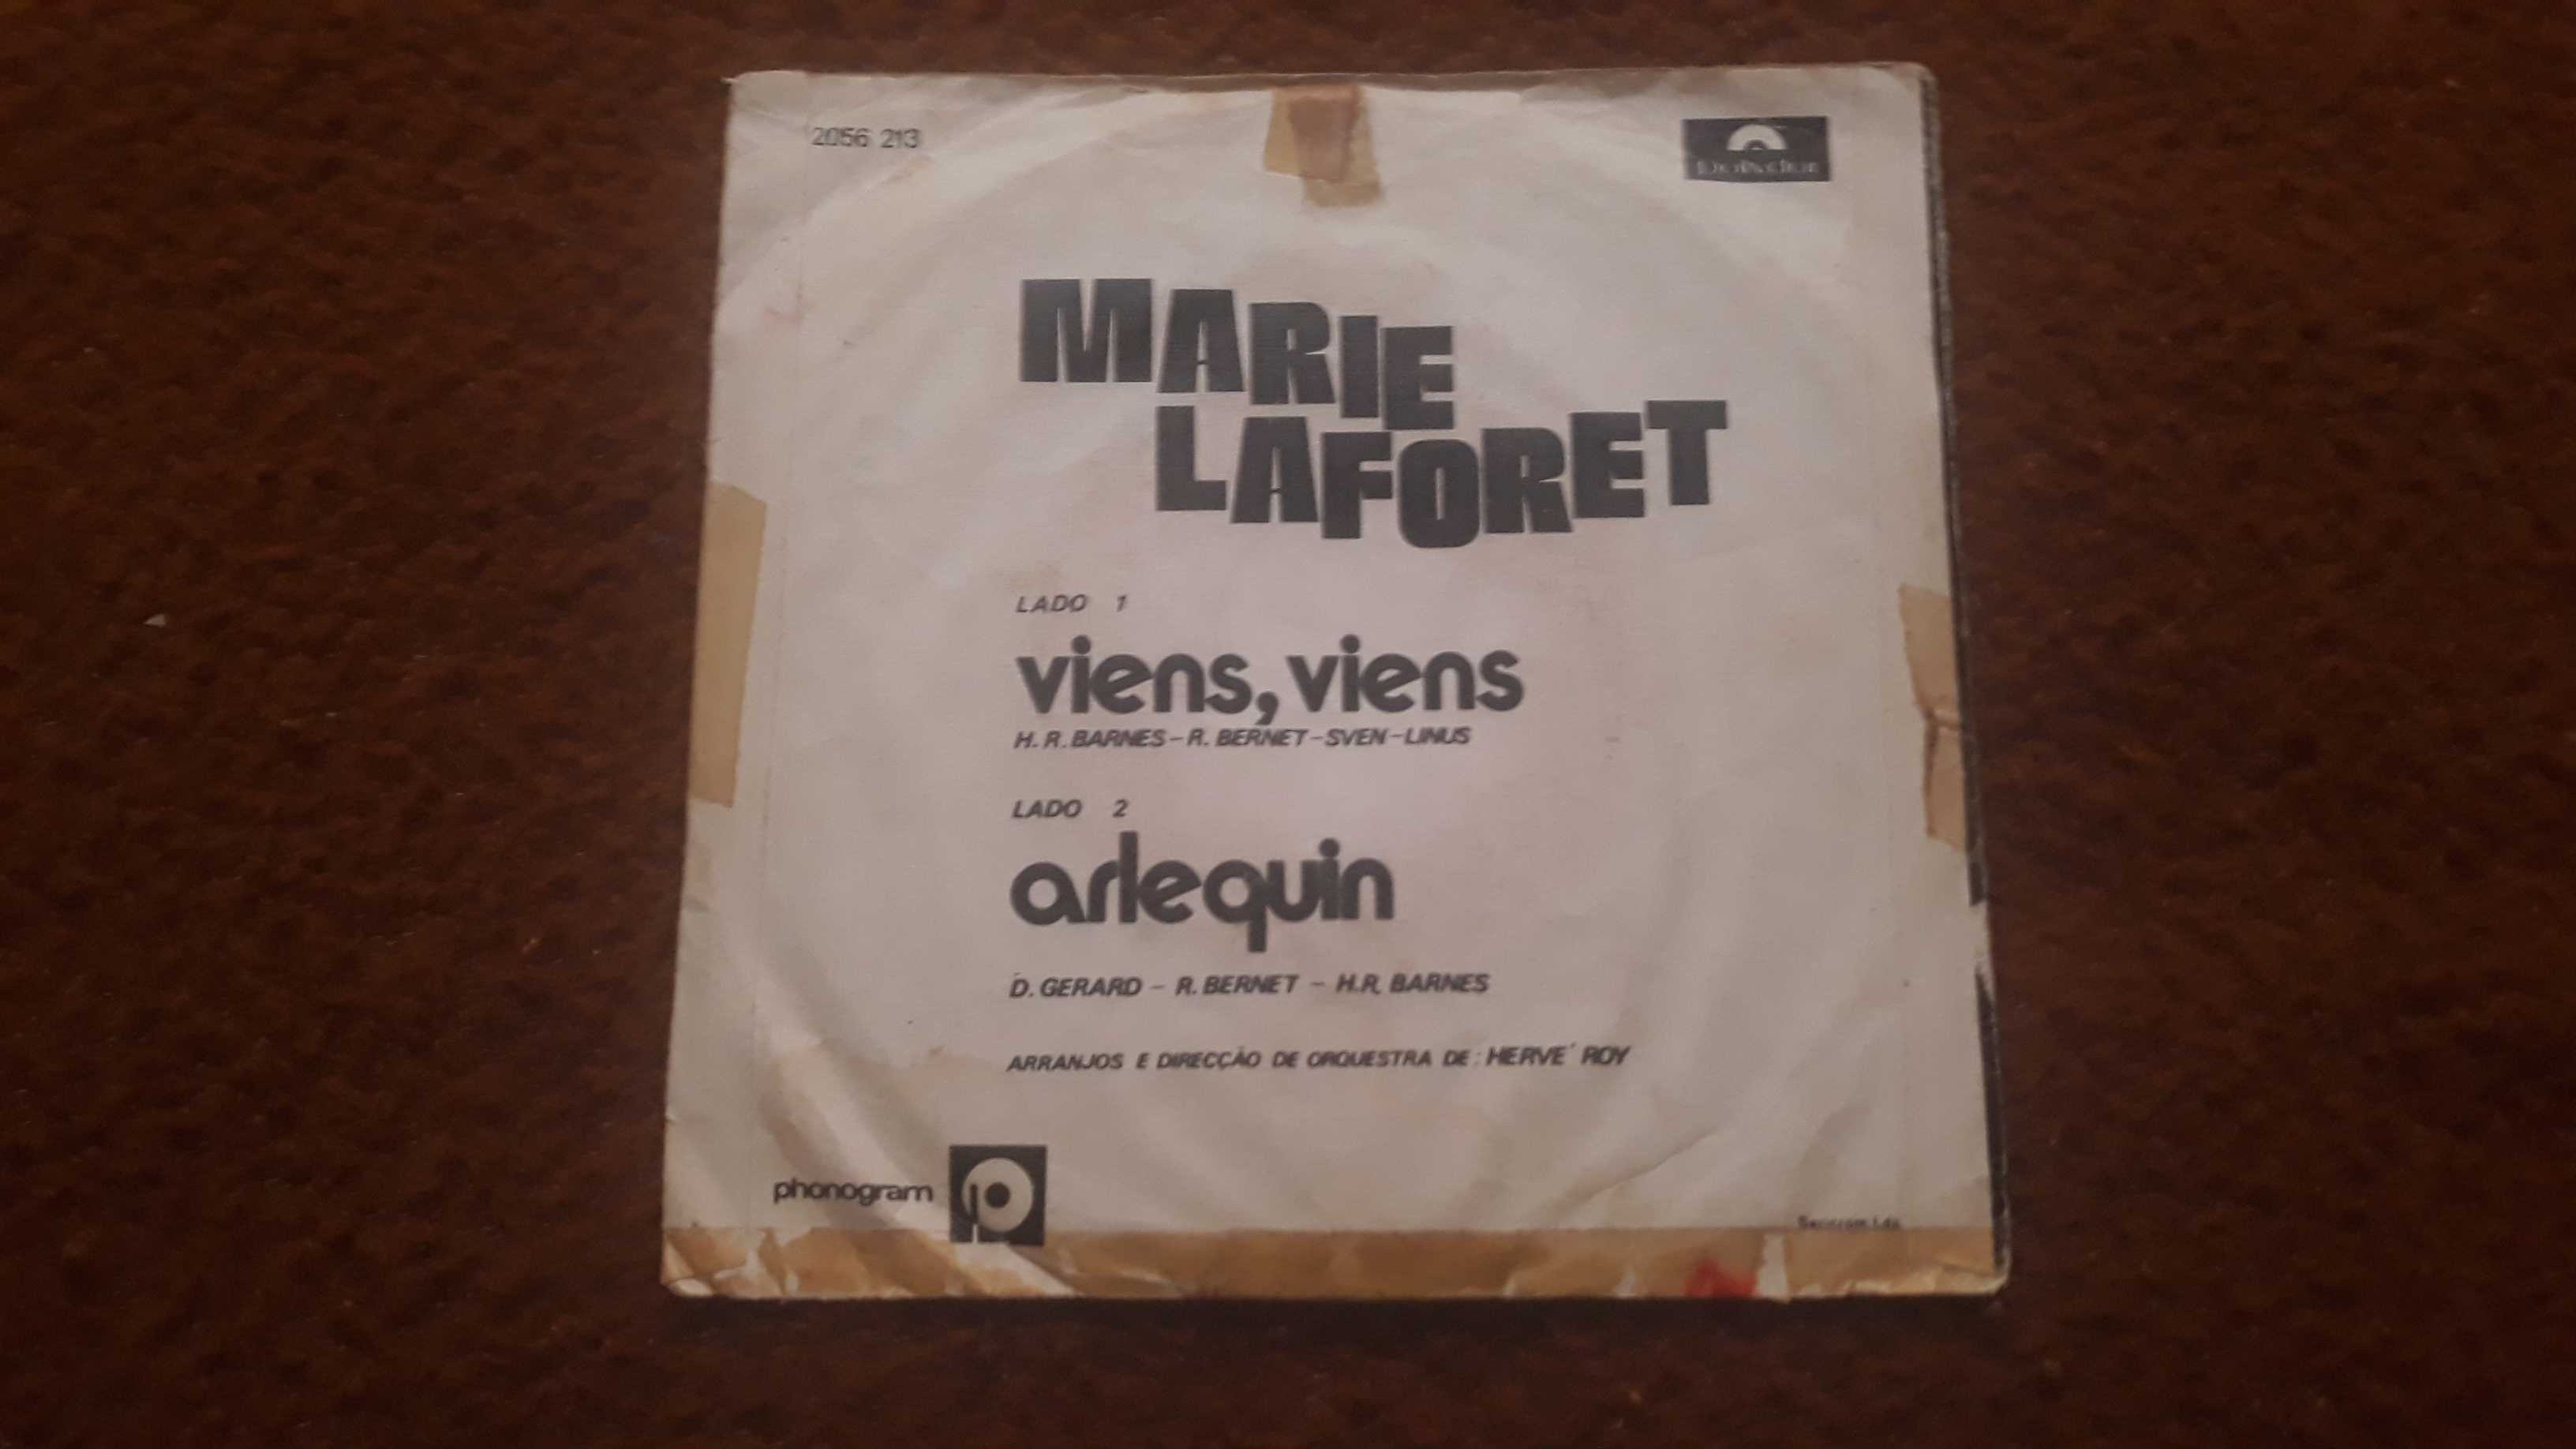 2056 213
Polydor
MARIE
LAFORET
LADO 1
viens, viens
H. R. BARNES - R. BERNET - SVEN - LINUS
LADO 2
arlequin
D. GERARD - R. BERNET - H.R. BARNES
ARRANJOS E DIRECÇÃO DE ORQUESTRA DE : HERVE´ ROY
phonogram